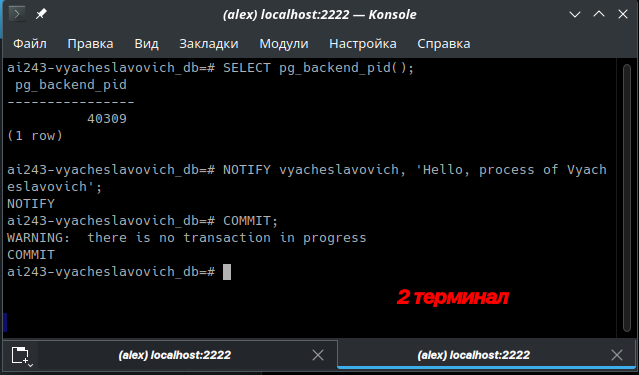 (alex) localhost:2222 — Konsole
Файл Правка Вид Закладки Модули Настройка Справка
ai243-vyacheslavovich_db=# SELECT pg_backend_pid();
 pg_backend_pid
----------------
          40309
(1 row)

ai243-vyacheslavovich_db=# NOTIFY vyacheslavovich, 'Hello, process of Vyach
eslavovich';
NOTIFY
ai243-vyacheslavovich_db=# COMMIT;
WARNING:  there is no transaction in progress
COMMIT
ai243-vyacheslavovich_db=#
2 терминал
(alex) localhost:2222 (alex) localhost:2222